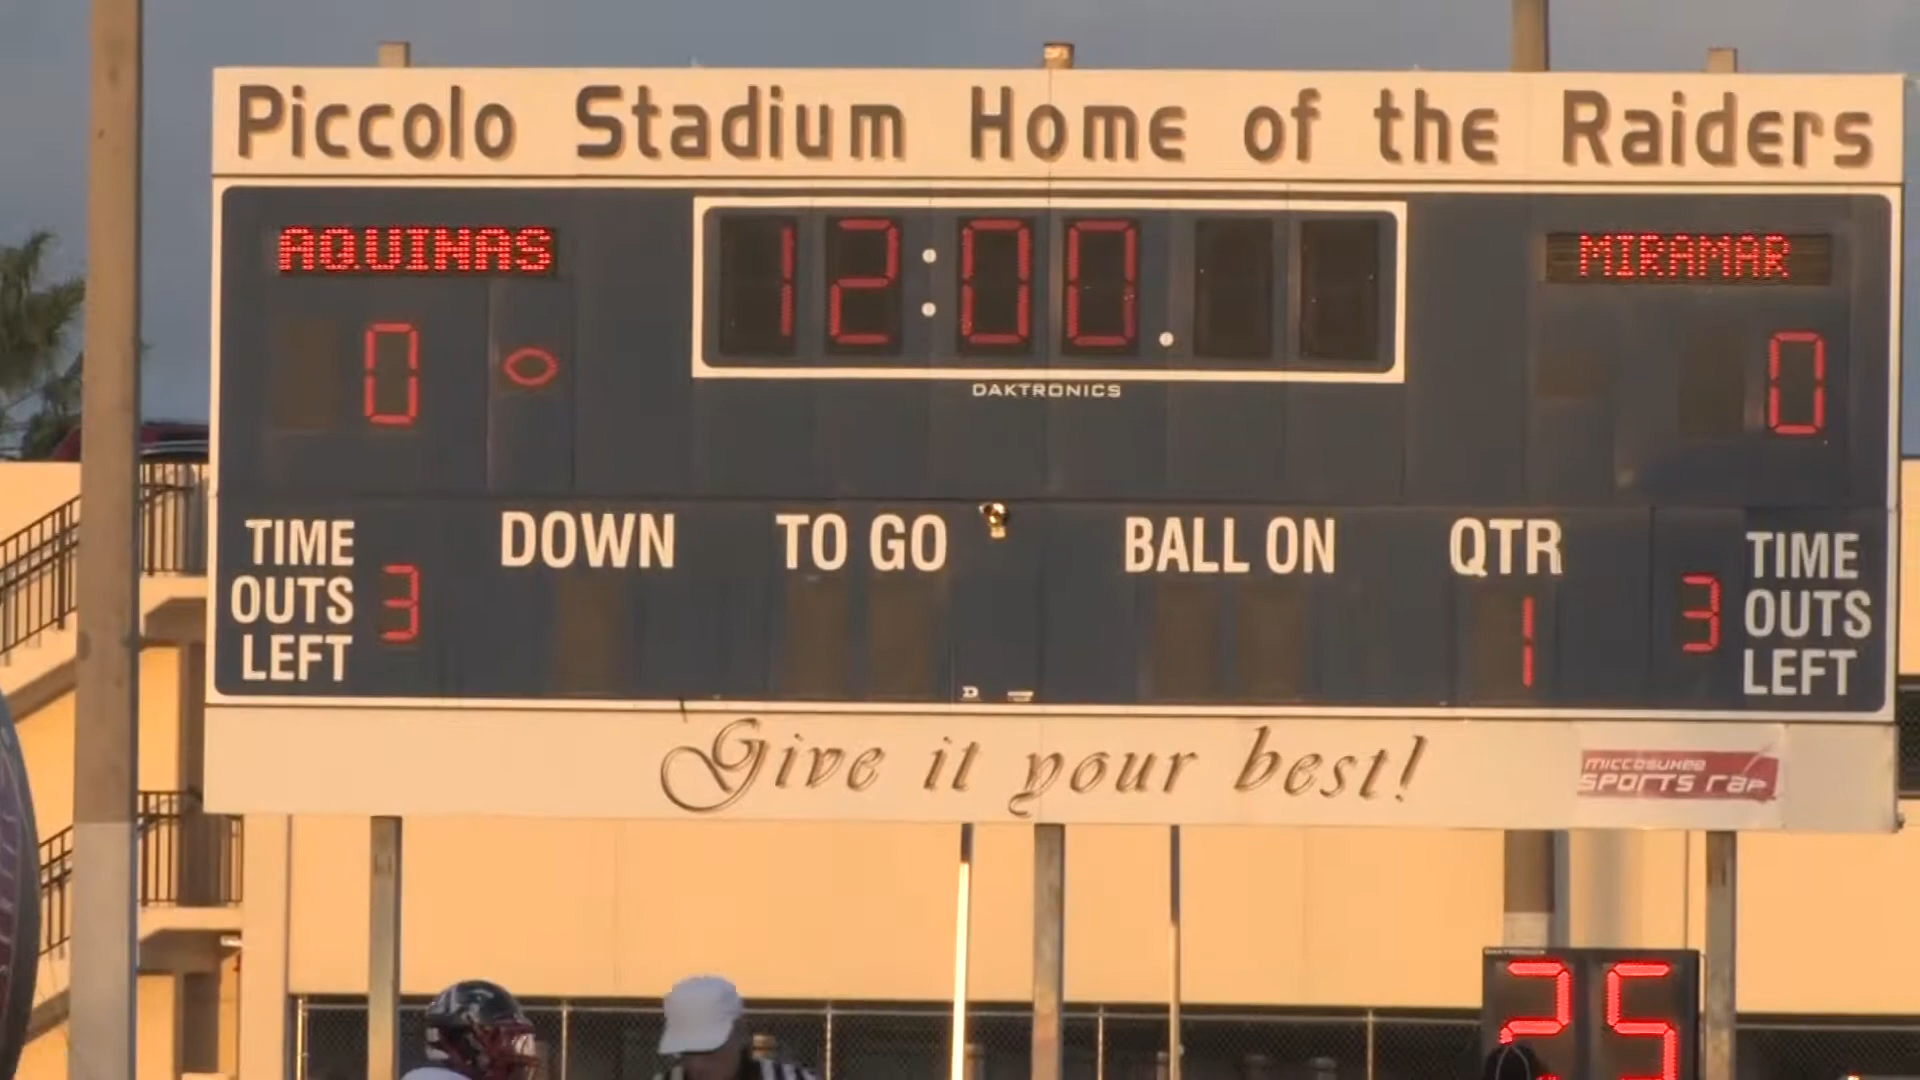 Piccolo Stadium Home of the Raiders
AQUINAS
12:00.
MIRAMAR
0
0
DAKTRONICS
TIME OUTS LEFT
3
DOWN
TO GO
BALL ON
QTR
1
3
TIME OUTS LEFT
Give it your best!
miccosukee
SPORTS rap
25